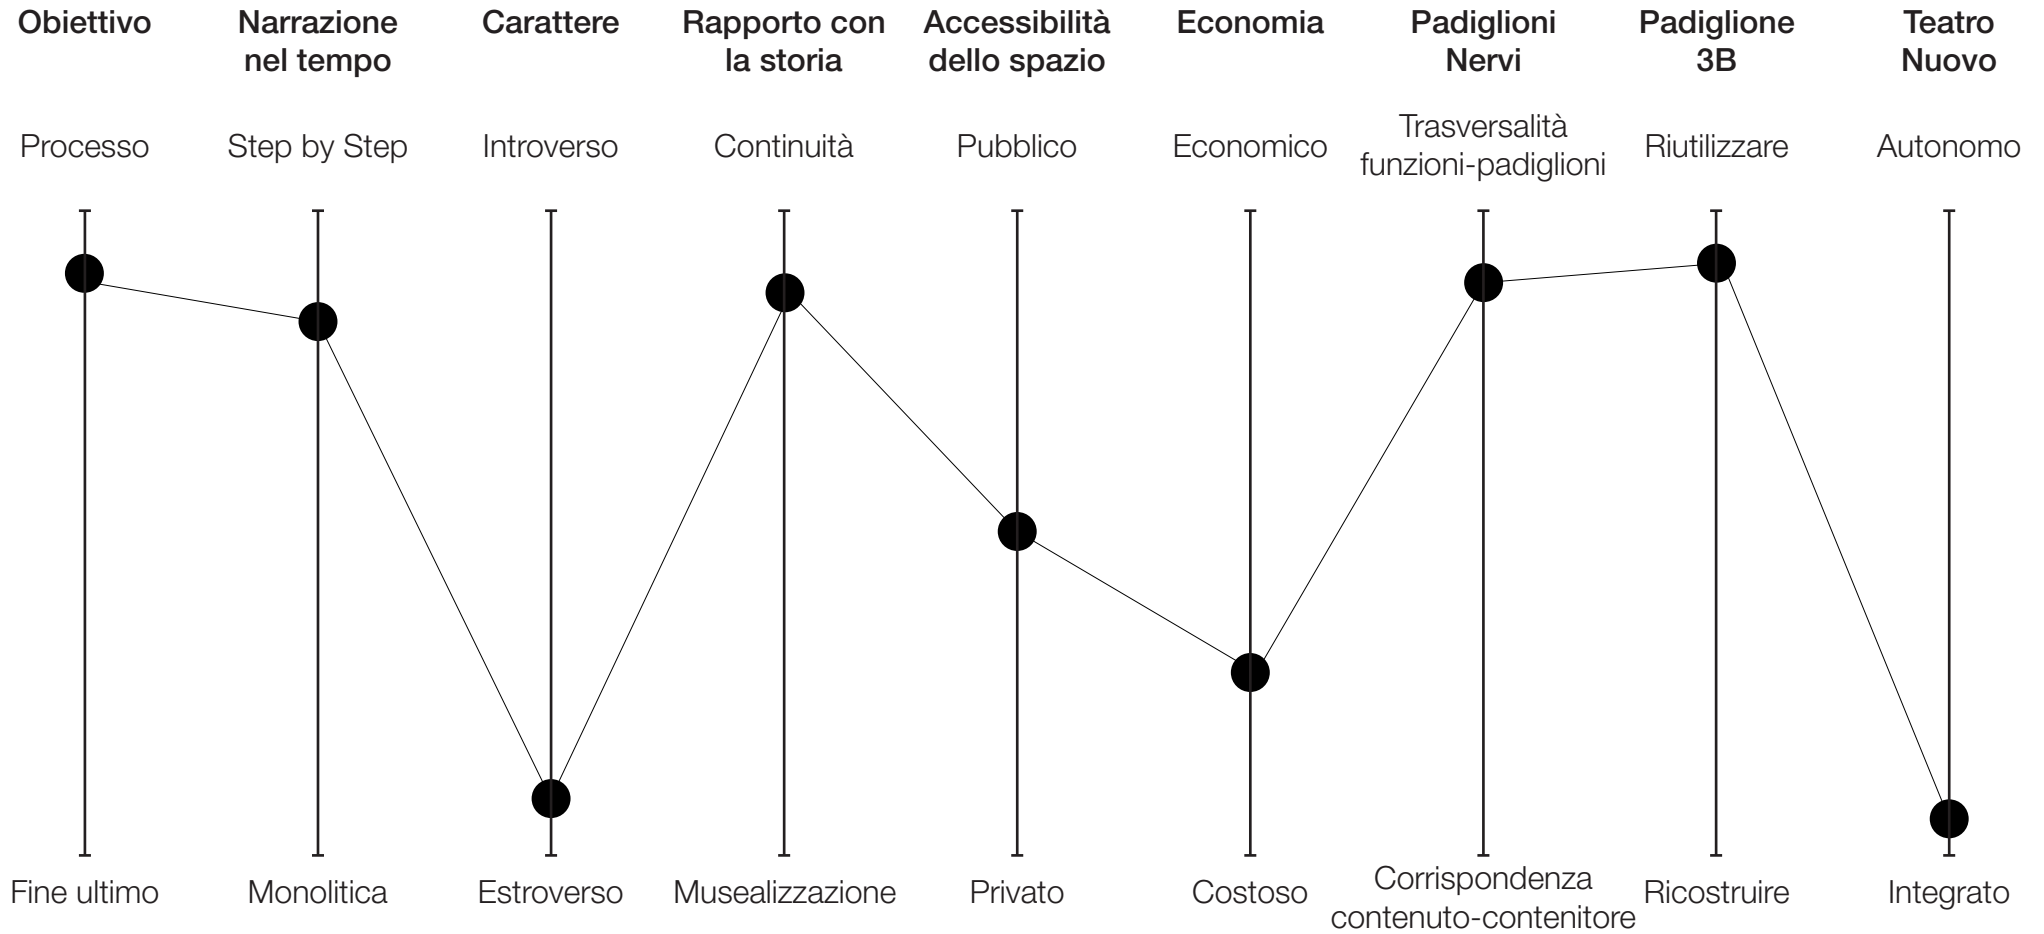 Obiettivo
Narrazione
nel tempo
Carattere
Rapporto con
la storia
Accessibilità
dello spazio
Economia
Padiglioni
Nervi
Padiglione
3B
Teatro
Nuovo
Processo
Step by Step
Introverso
Continuità
Pubblico
Economico
Trasversalità
funzioni-padiglioni
Riutilizzare
Autonomo
Fine ultimo
Monolitica
Estroverso
Musealizzazione
Privato
Costoso
Corrispondenza
contenuto-contenitore
Ricostruire
Integrato